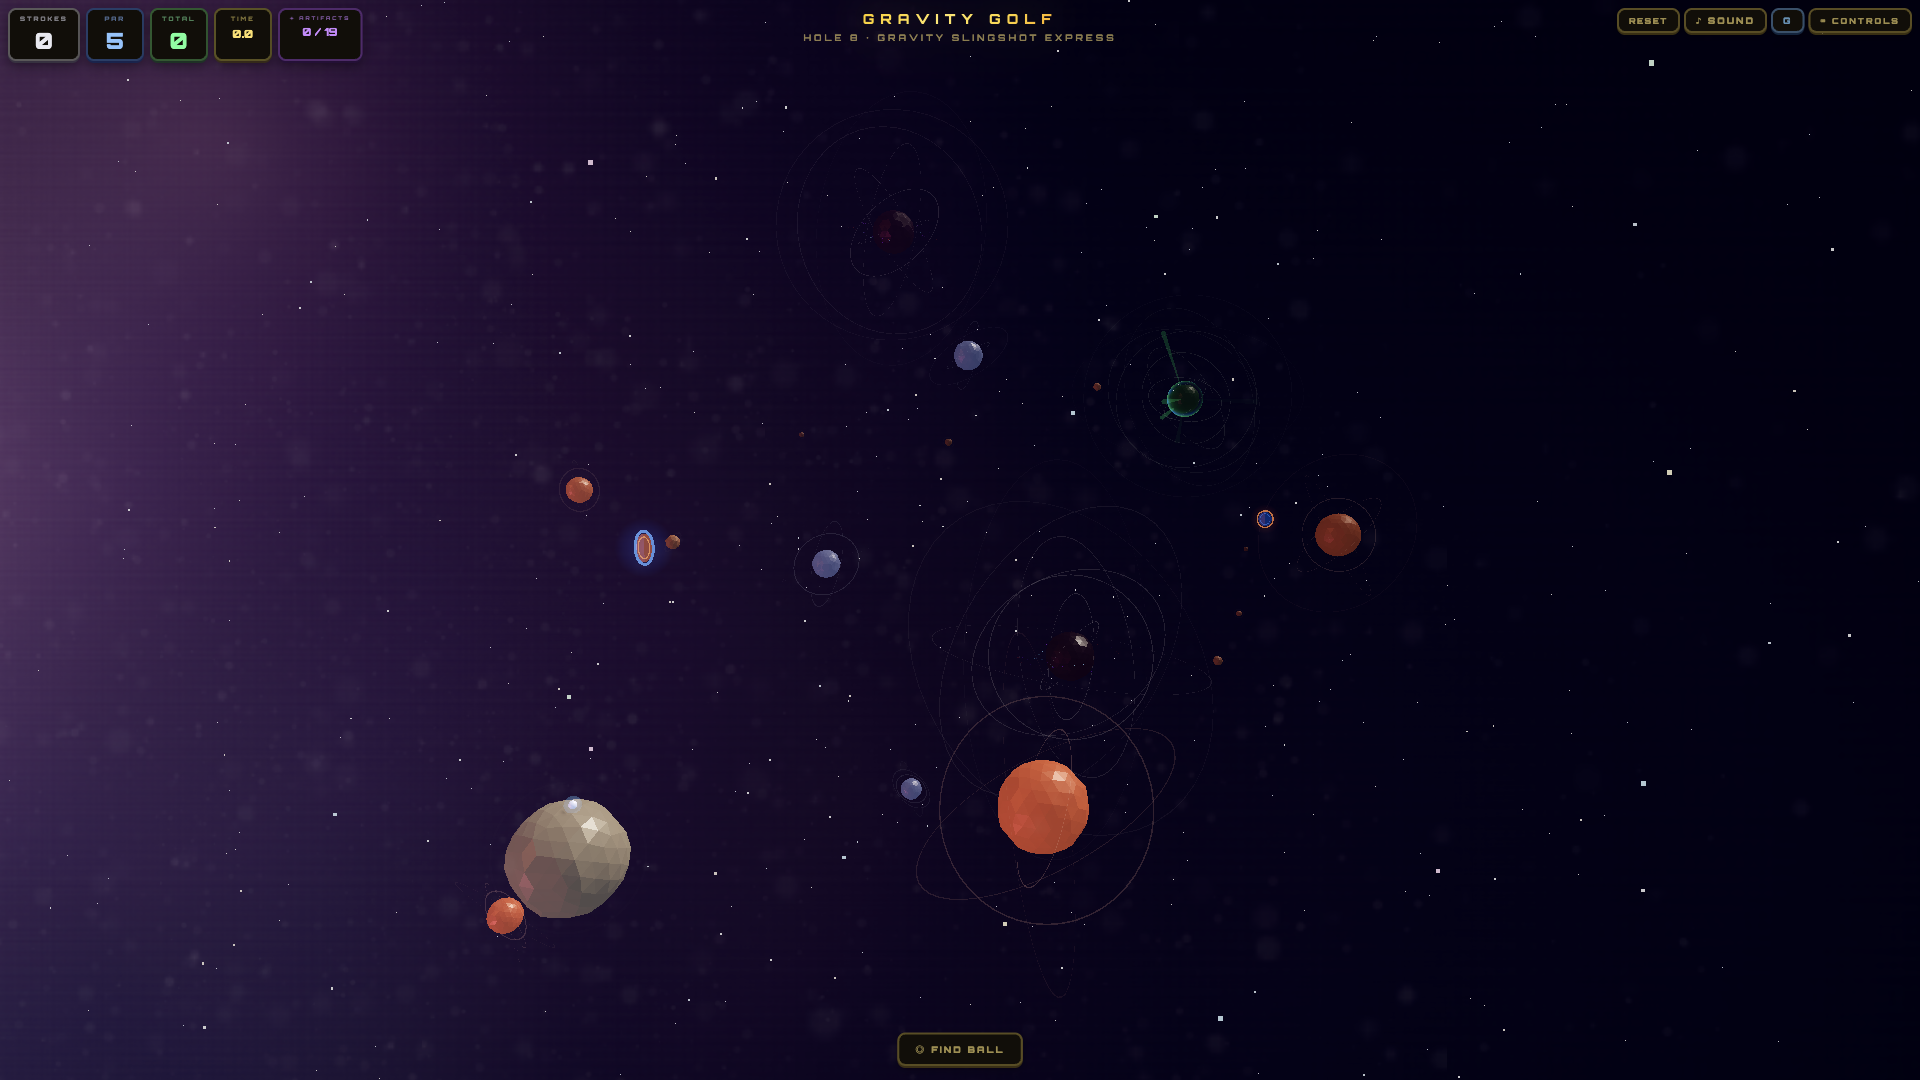 STROKES
0
PAR
5
TOTAL
0
TIME
0.0
ARTIFACTS
0 / 19
GRAVITY GOLF
HOLE 8 · GRAVITY SLINGSHOT EXPRESS
RESET
♪ SOUND
G
CONTROLS
FIND BALL